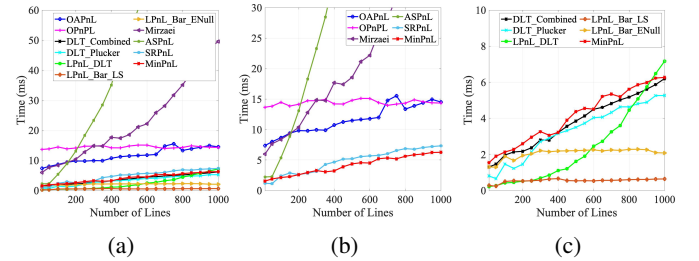 60
50
40
30
20
10
0
Time (ms)
OAPnL
OPnPL
DLT_Combined
DLT_Plucker
LPnL_DLT
LPnL_Bar_LS
LPnL_Bar_ENull
Mirzaei
ASPnL
SRPnL
MinPnL
200 400 600 800 1000
Number of Lines
(a)
30
25
20
15
10
5
0
Time (ms)
OAPnL
OPnPL
Mirzaei
ASPnL
SRPnL
MinPnL
200 400 600 800 1000
Number of Lines
(b)
10
8
6
4
2
0
Time (ms)
DLT_Combined
DLT_Plucker
LPnL_DLT
LPnL_Bar_LS
LPnL_Bar_ENull
MinPnL
200 400 600 800 1000
Number of Lines
(c)